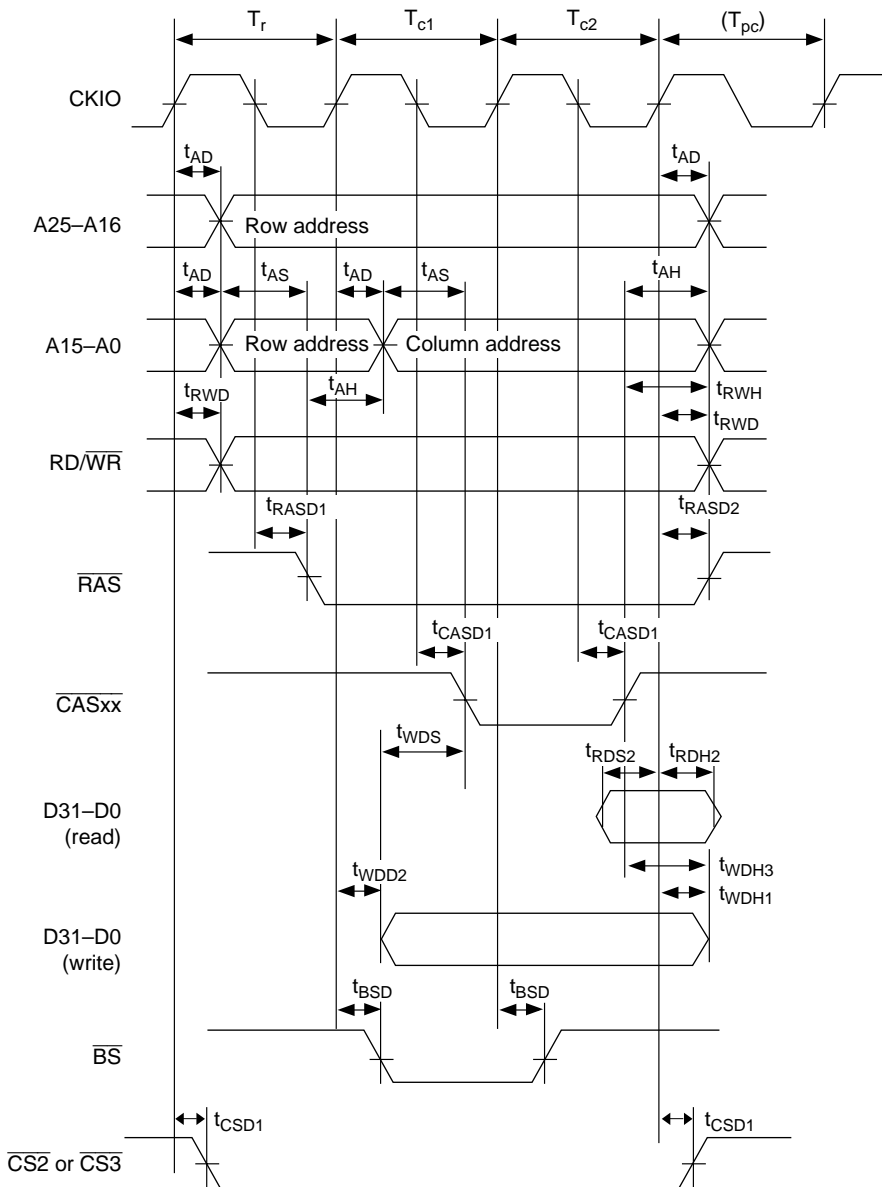 Tr Tc1 Tc2 (Tpc)
CKIO
tAD tAD
A25–A16 Row address
tAD tAS tAD tAS tAH
A15–A0 Row address Column address
tRWD tAH tRWH
tRWD
RD/WR
tRASD1 tRASD2
RAS
tCASD1 tCASD1
CASxx
tWDS tRDS2 tRDH2
D31–D0
(read)
tWDH3
tWDD2 tWDH1
D31–D0
(write)
tBSD tBSD
BS
tCSD1 tCSD1
CS2 or CS3